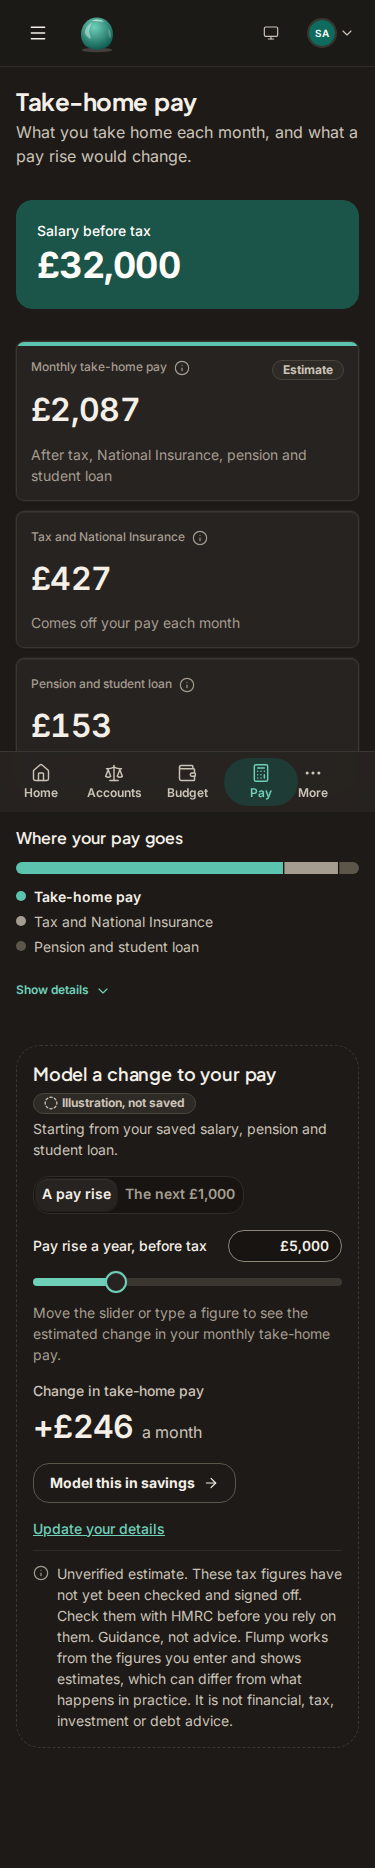 SA
Take-home pay
What you take home each month, and what a
pay rise would change.
Salary before tax
£32,000
Monthly take-home pay
Estimate
£2,087
After tax, National Insurance, pension and
student loan
Tax and National Insurance
£427
Comes off your pay each month
Pension and student loan
£153
Home
Accounts
Budget
Pay
More
Where your pay goes
Take-home pay
Tax and National Insurance
Pension and student loan
Show details
Model a change to your pay
Illustration, not saved
Starting from your saved salary, pension and
student loan.
A pay rise
The next £1,000
Pay rise a year, before tax
£5,000
Move the slider or type a figure to see the
estimated change in your monthly take-home
pay.
Change in take-home pay
+£246 a month
Model this in savings
Update your details
Unverified estimate. These tax figures have
not yet been checked and signed off.
Check them with HMRC before you rely on
them. Guidance, not advice. Flump works
from the figures you enter and shows
estimates, which can differ from what
happens in practice. It is not financial, tax,
investment or debt advice.